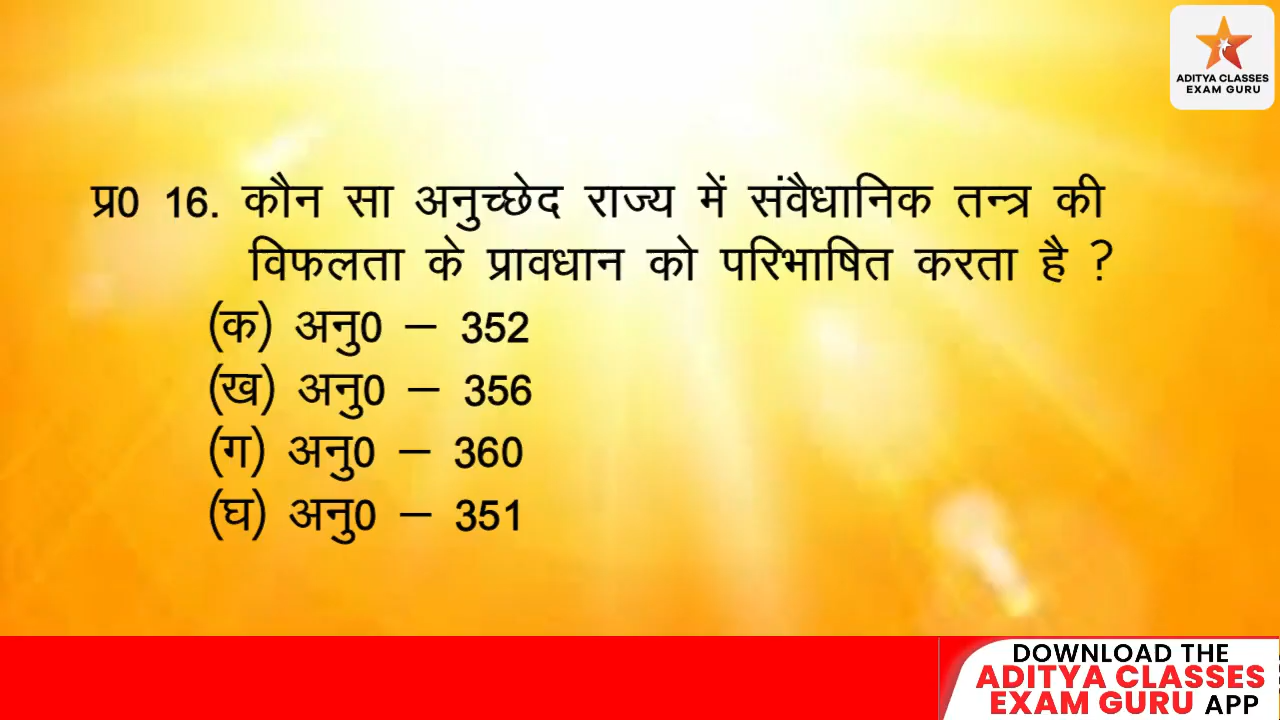 ADITYA CLASSES
EXAM GURU
प्र0 16. कौन सा अनुच्छेद राज्य में संवैधानिक तन्त्र की
विफलता के प्रावधान को परिभाषित करता है ?
(क) अनु0 – 352
(ख) अनु0 – 356
(ग) अनु0 – 360
(घ) अनु0 – 351
DOWNLOAD THE
ADITYA CLASSES
EXAM GURU APP